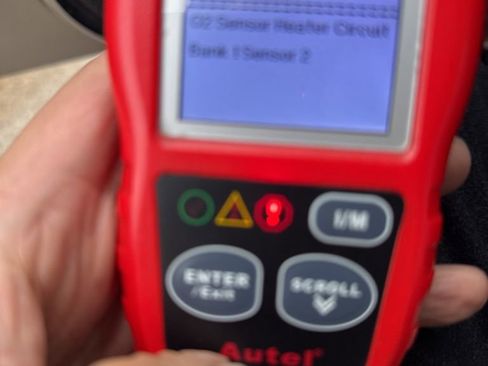 O2 Sensor Heater Circuit
Bank 1 Sensor 2
I/M
ENTER
/Exit
SCROLL
Autel